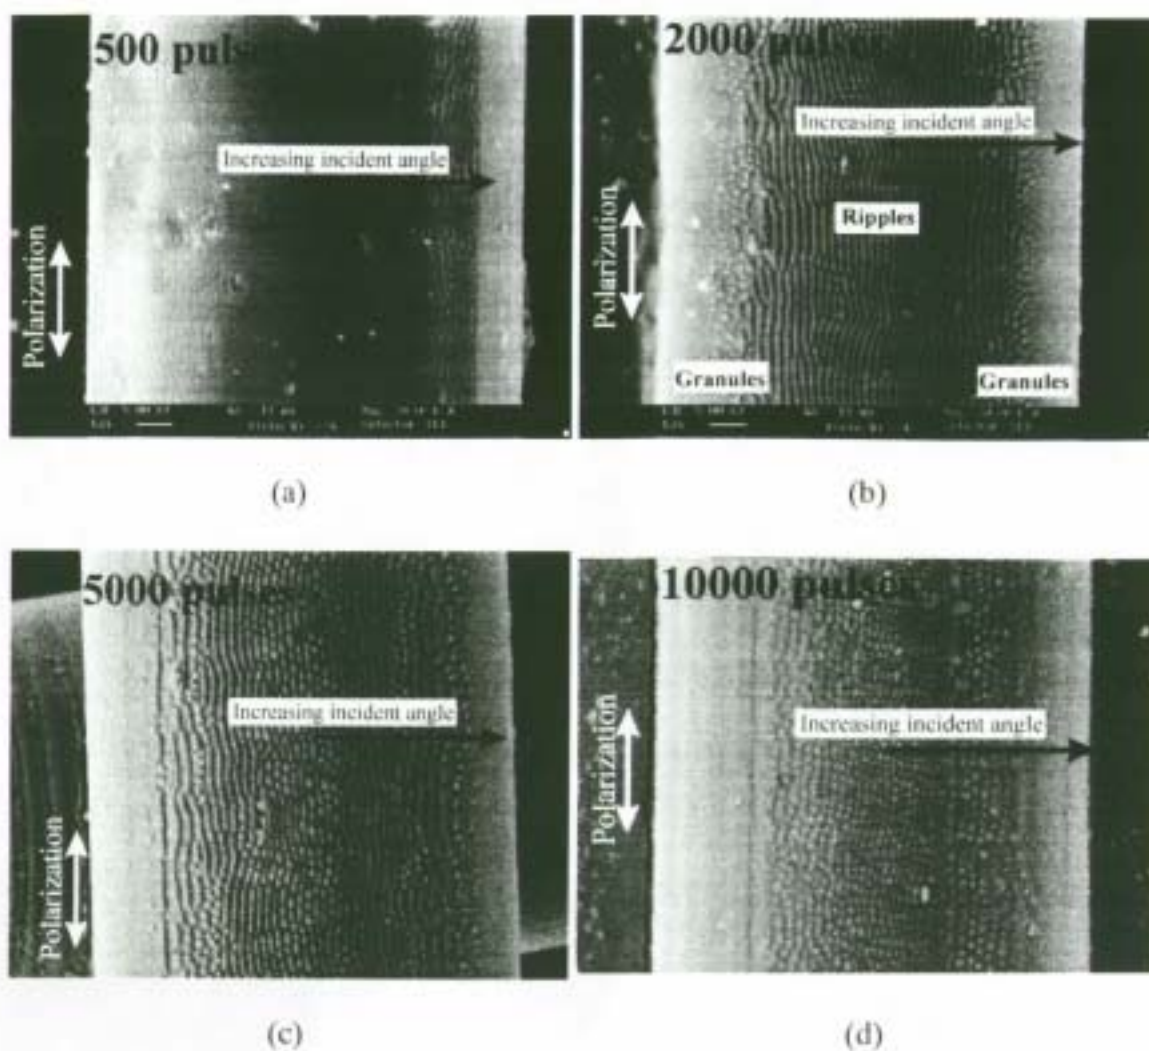 500 pulses
Increasing incident angle
Polarization
(a)
2000 pulses
Increasing incident angle
Ripples
Polarization
Granules
Granules
(b)
5000 pulses
Increasing incident angle
Polarization
(c)
10000 pulses
Increasing incident angle
Polarization
(d)